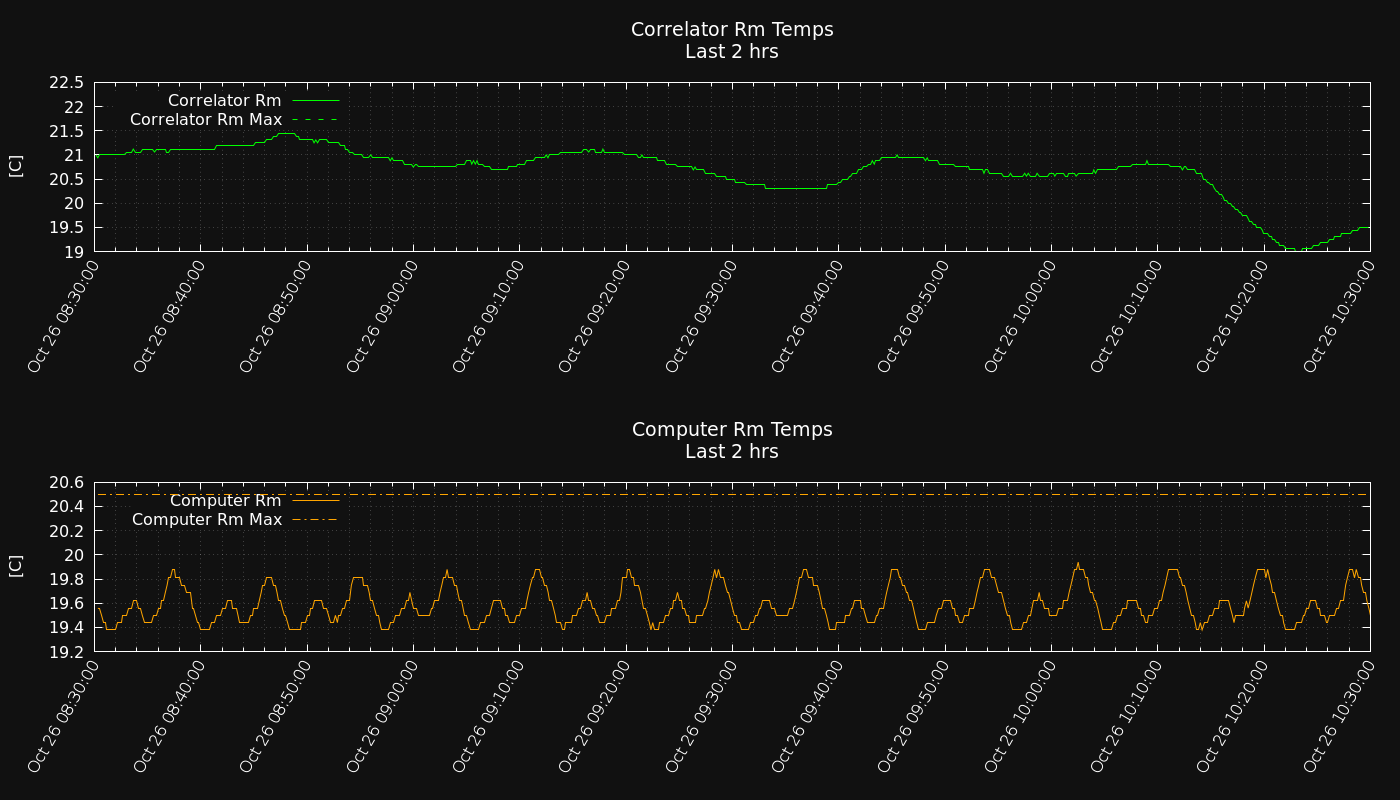 Correlator Rm Temps
Last 2 hrs
22.5
22
21.5
21
20.5
20
19.5
19
[C]
Correlator Rm
Correlator Rm Max
Oct 26 08:30:00
Oct 26 08:40:00
Oct 26 08:50:00
Oct 26 09:00:00
Oct 26 09:10:00
Oct 26 09:20:00
Oct 26 09:30:00
Oct 26 09:40:00
Oct 26 09:50:00
Oct 26 10:00:00
Oct 26 10:10:00
Oct 26 10:20:00
Oct 26 10:30:00
Computer Rm Temps
Last 2 hrs
20.6
20.4
20.2
20
19.8
19.6
19.4
19.2
[C]
Computer Rm
Computer Rm Max
Oct 26 08:30:00
Oct 26 08:40:00
Oct 26 08:50:00
Oct 26 09:00:00
Oct 26 09:10:00
Oct 26 09:20:00
Oct 26 09:30:00
Oct 26 09:40:00
Oct 26 09:50:00
Oct 26 10:00:00
Oct 26 10:10:00
Oct 26 10:20:00
Oct 26 10:30:00